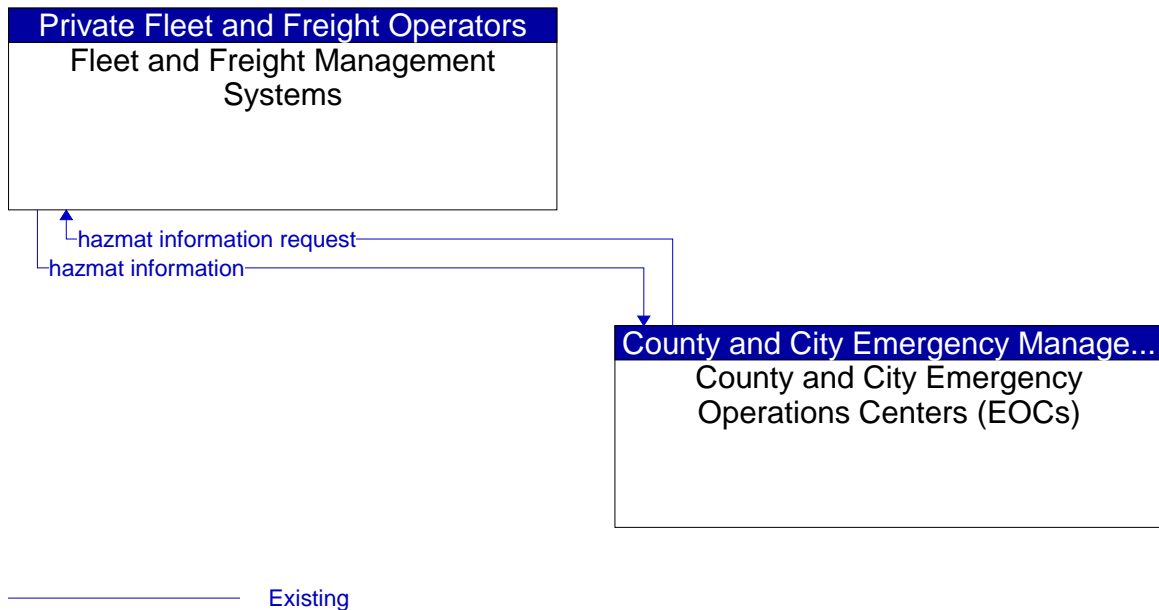 Private Fleet and Freight Operators
Fleet and Freight Management
Systems
hazmat information request
hazmat information
County and City Emergency Manage...
County and City Emergency
Operations Centers (EOCs)
Existing